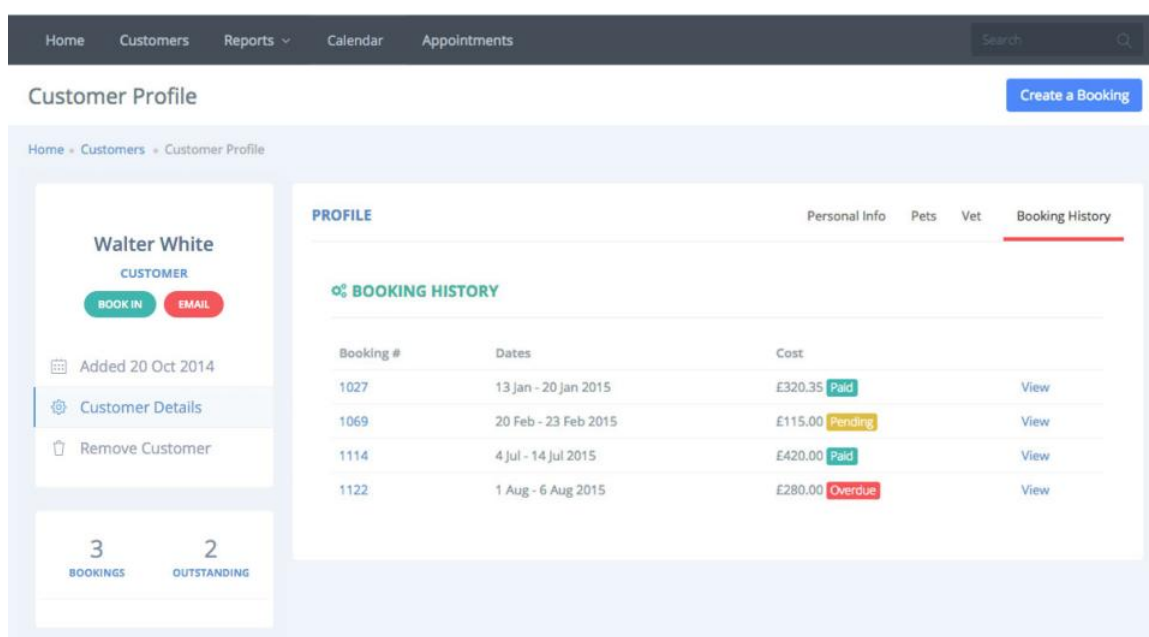 Home Customers Reports Calendar Appointments Search
Customer Profile Create a Booking
Home Customers Customer Profile
Walter White
CUSTOMER
BOOK IN EMAIL
Added 20 Oct 2014
Customer Details
Remove Customer
3 2
BOOKINGS OUTSTANDING
PROFILE Personal Info Pets Vet Booking History
BOOKING HISTORY
Booking # Dates Cost
1027 13 Jan - 20 Jan 2015 £320.35 Paid View
1069 20 Feb - 23 Feb 2015 £115.00 Pending View
1114 4 Jul - 14 Jul 2015 £420.00 Paid View
1122 1 Aug - 6 Aug 2015 £280.00 Overdue View